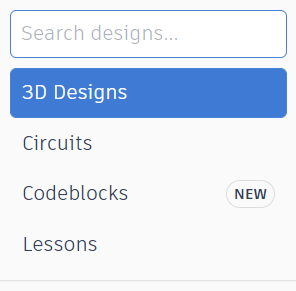 Search designs...
3D Designs
Circuits
Codeblocks NEW
Lessons